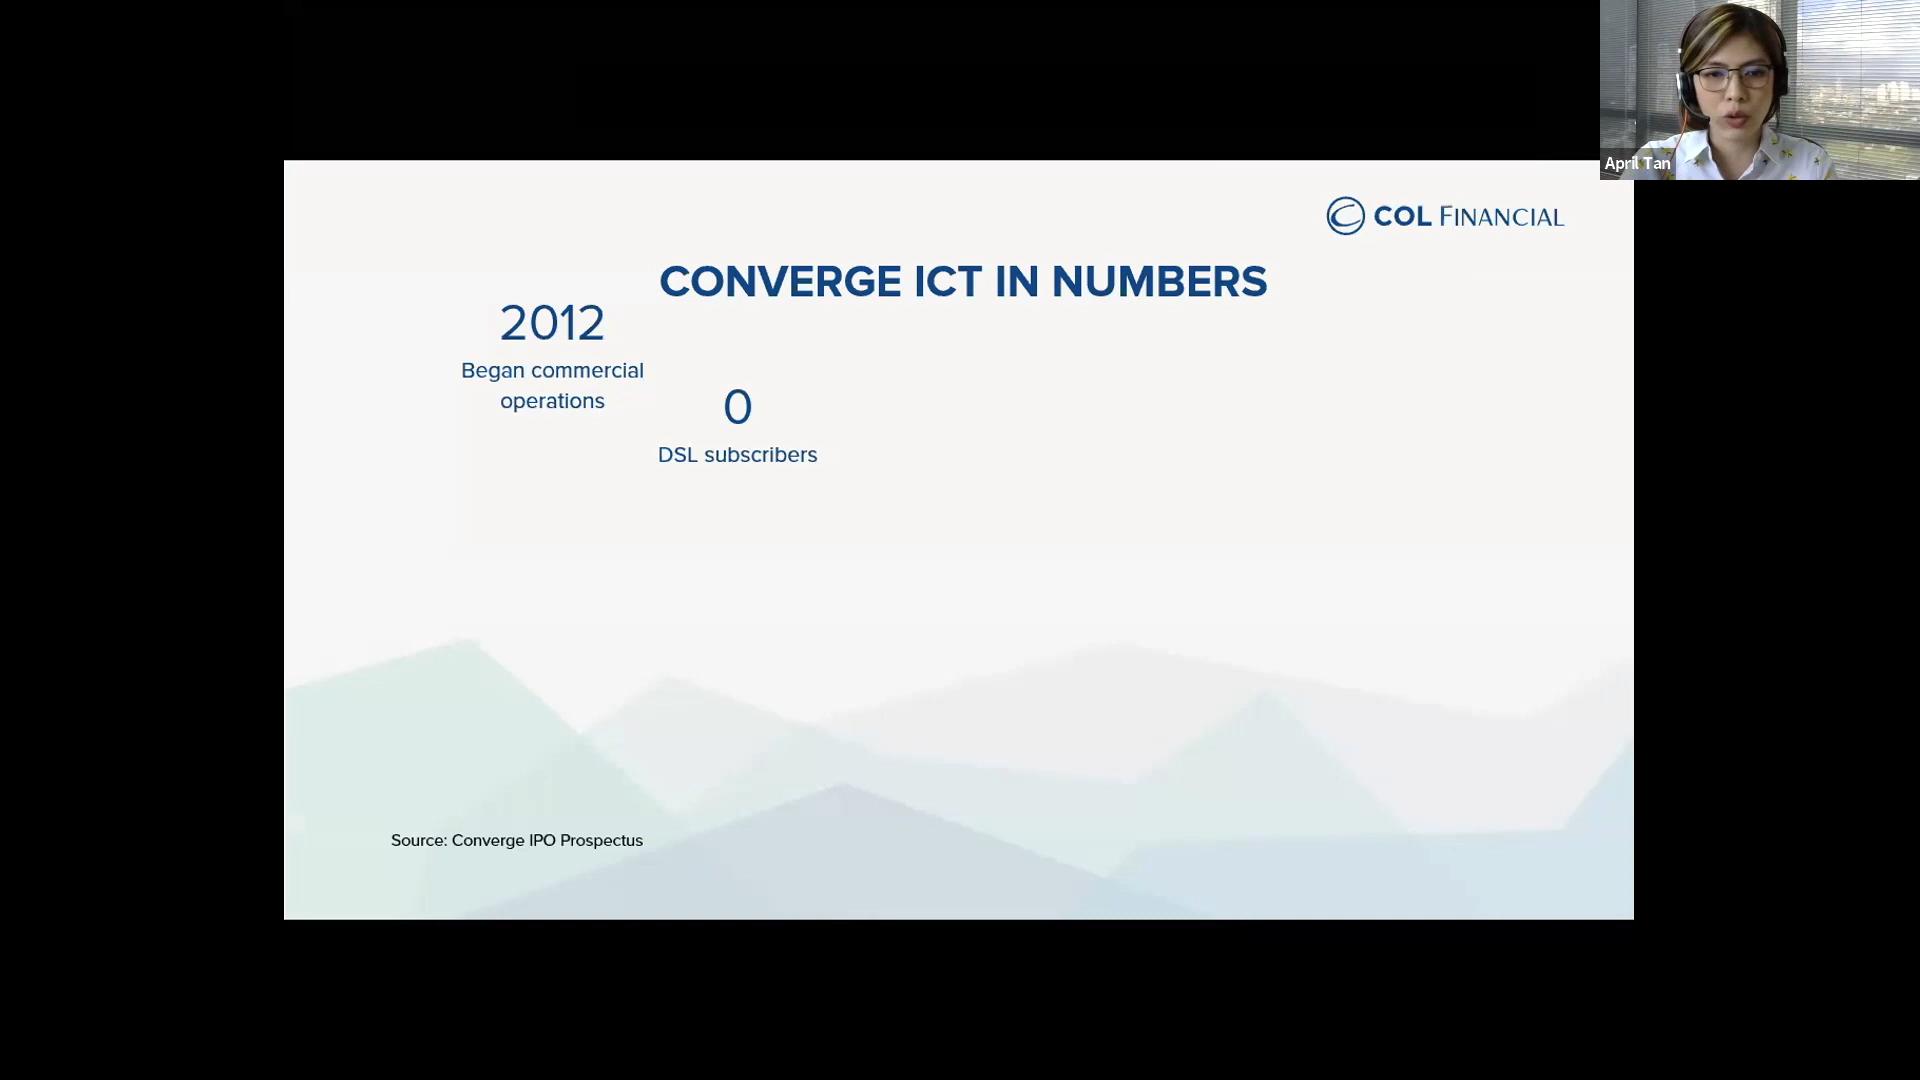 April Tan
COL FINANCIAL
CONVERGE ICT IN NUMBERS
2012
Began commercial
operations
0
DSL subscribers
Source: Converge IPO Prospectus